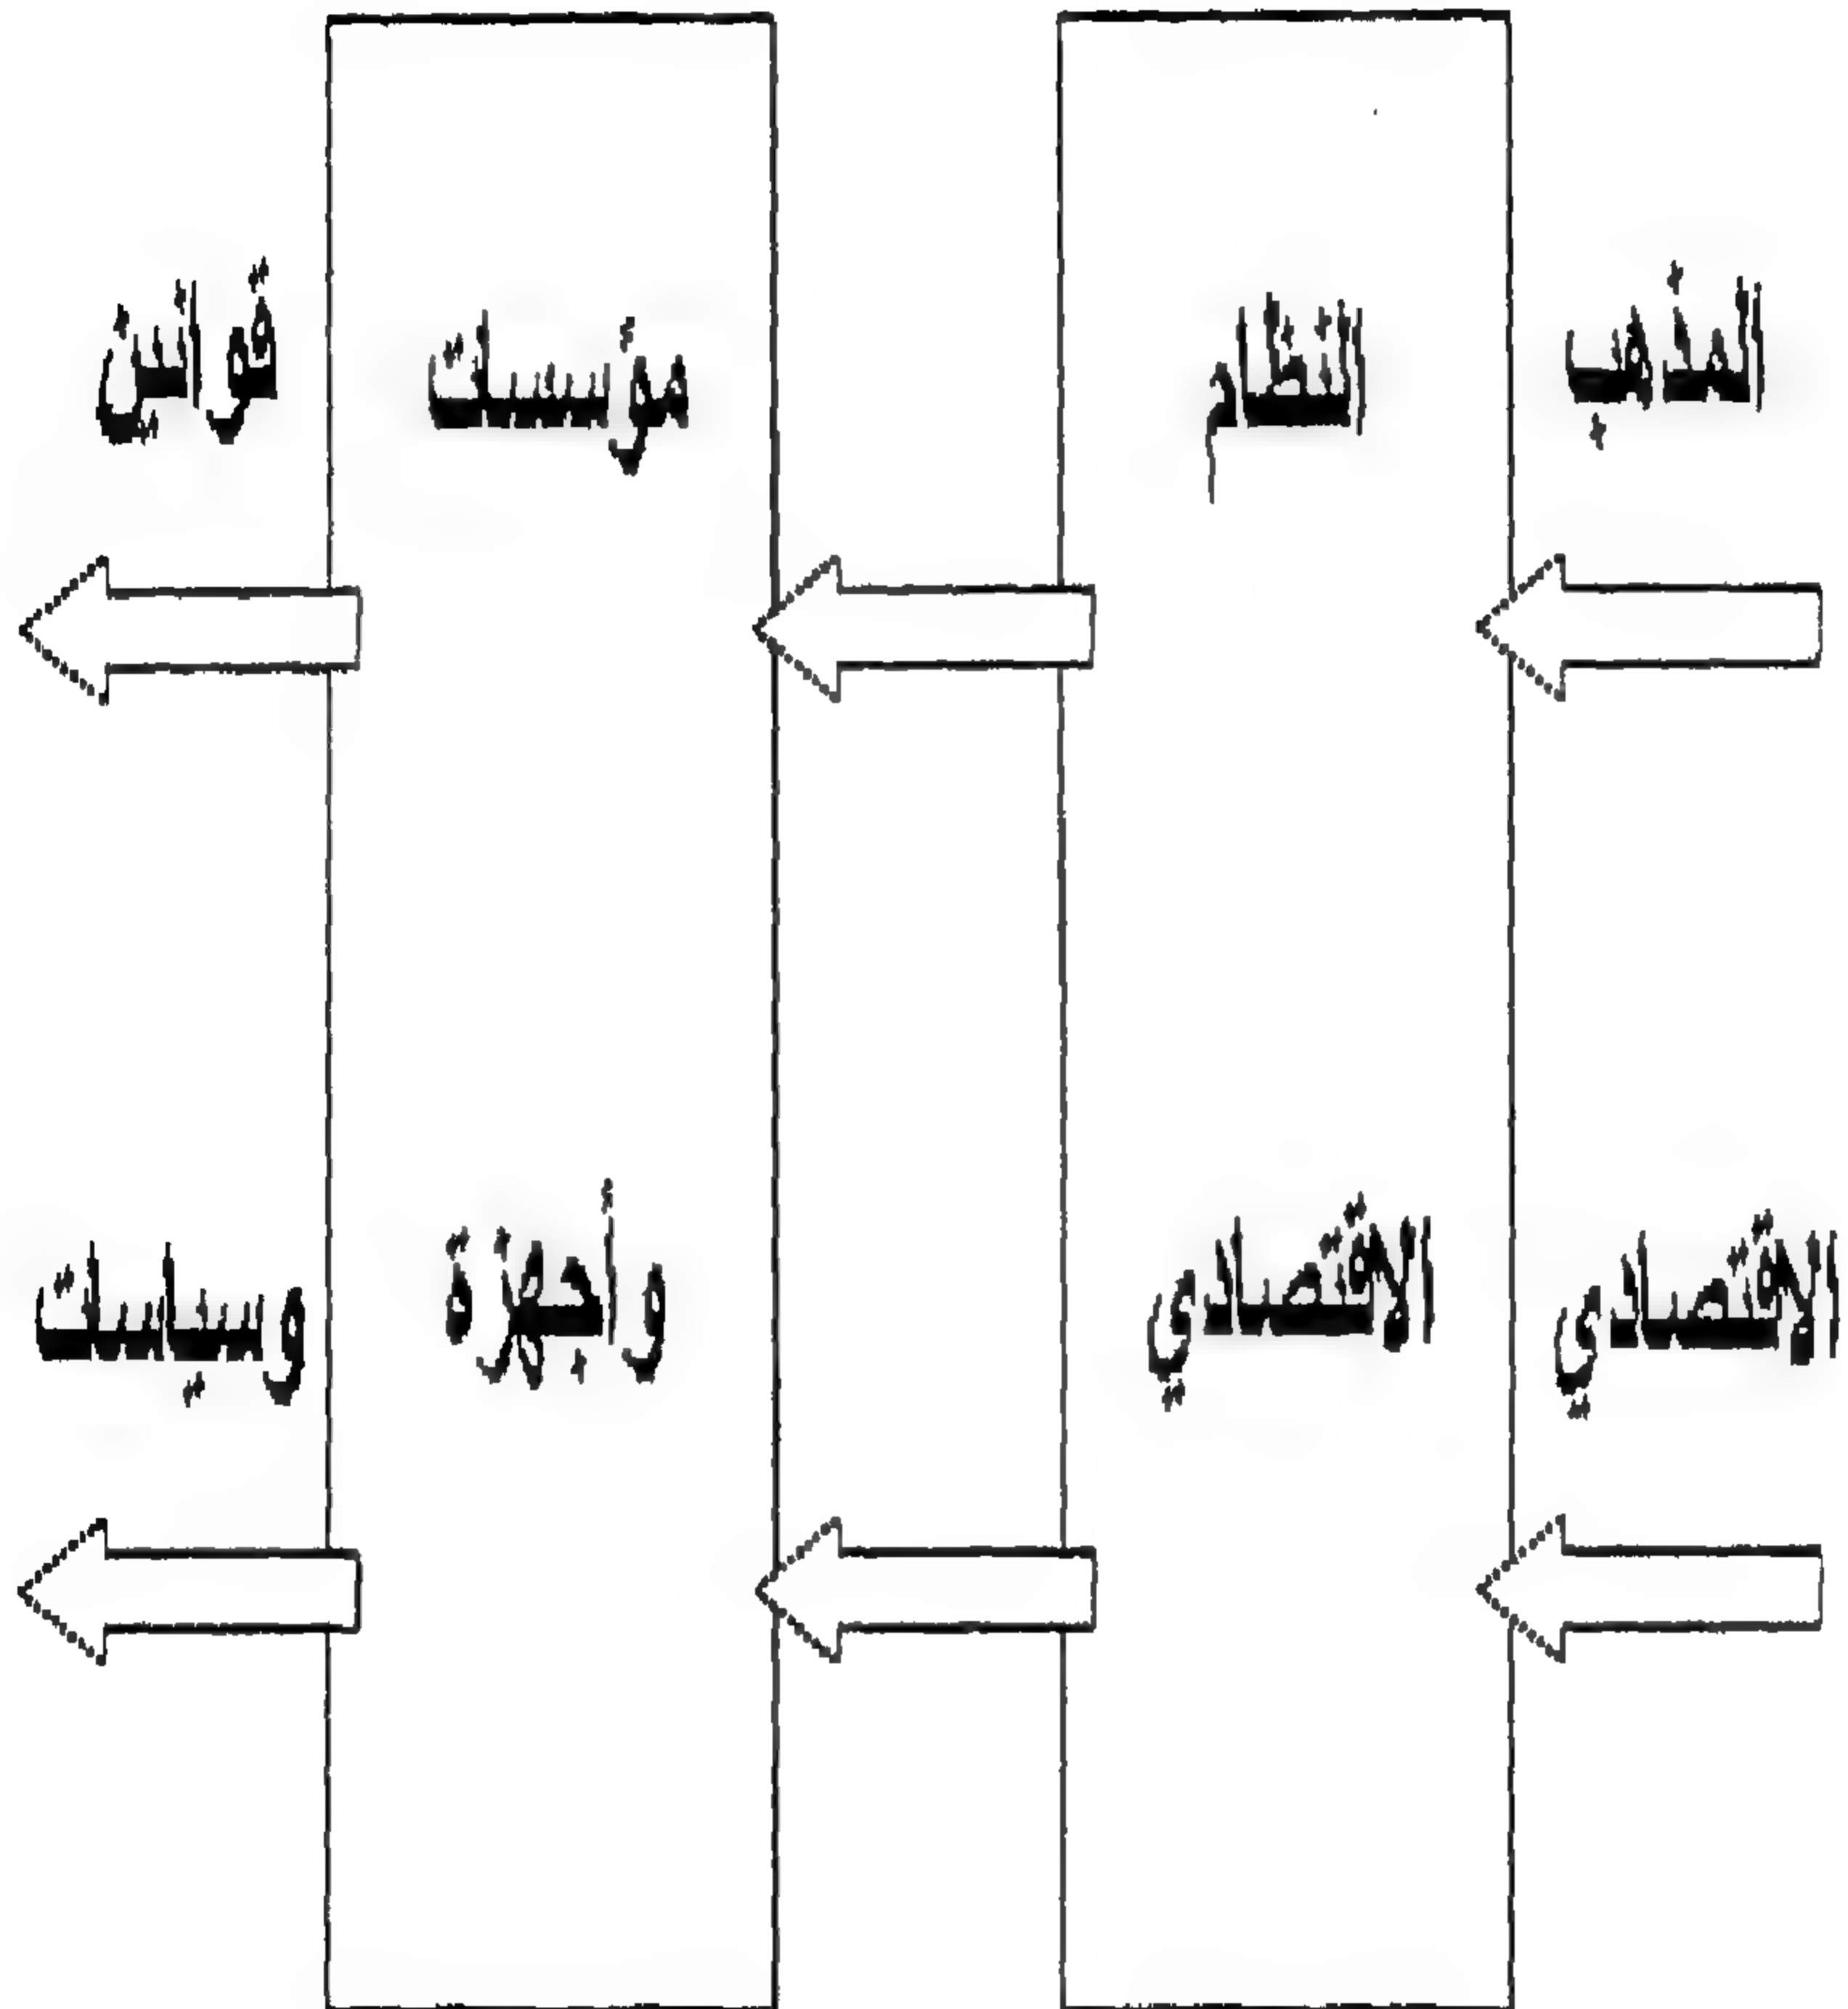 المذهب
الاقتصادي
النظام
الاقتصادي
مؤسسات
وأجهزة
قوانين
وسياسات